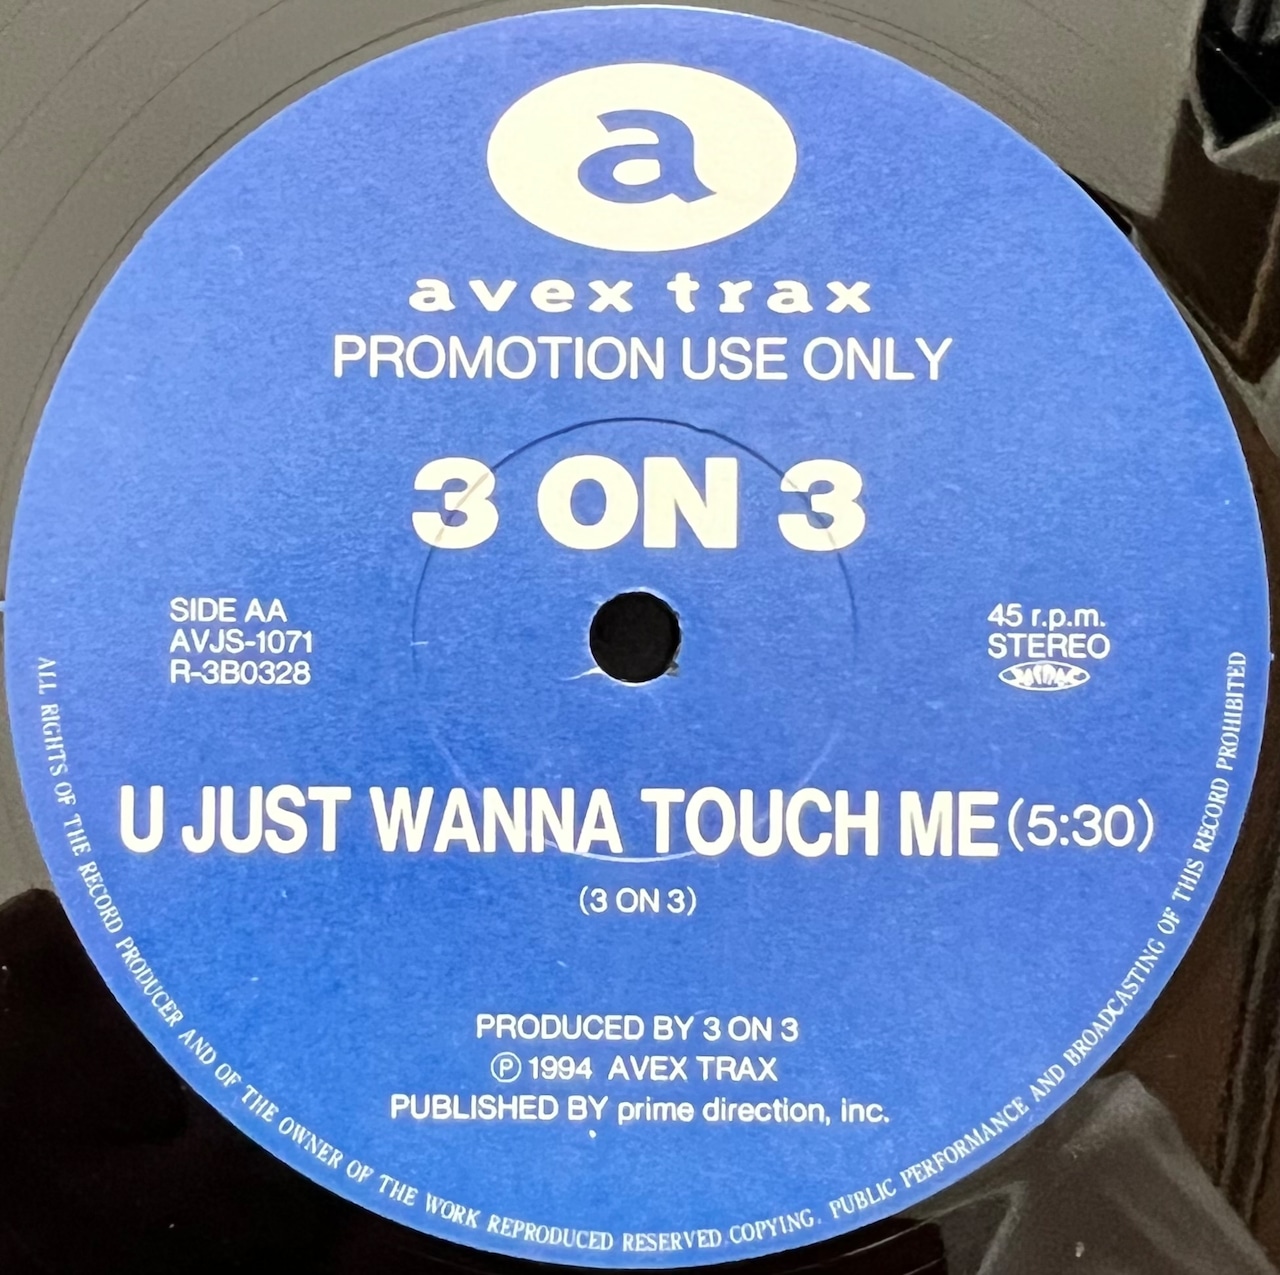 a
avex trax
PROMOTION USE ONLY
3 ON 3
SIDE AA
AVJS-1071
R-3B0328
45 r.p.m.
STEREO
U JUST WANNA TOUCH ME (5:30)
(3 ON 3)
PRODUCED BY 3 ON 3
Ⓟ 1994 AVEX TRAX
PUBLISHED BY prime direction, inc.
ALL RIGHTS OF THE RECORD PRODUCER AND OF THE OWNER OF THE WORK REPRODUCED RESERVED COPYING. PUBLIC PERFORMANCE AND BROADCASTING OF THIS RECORD PROHIBITED